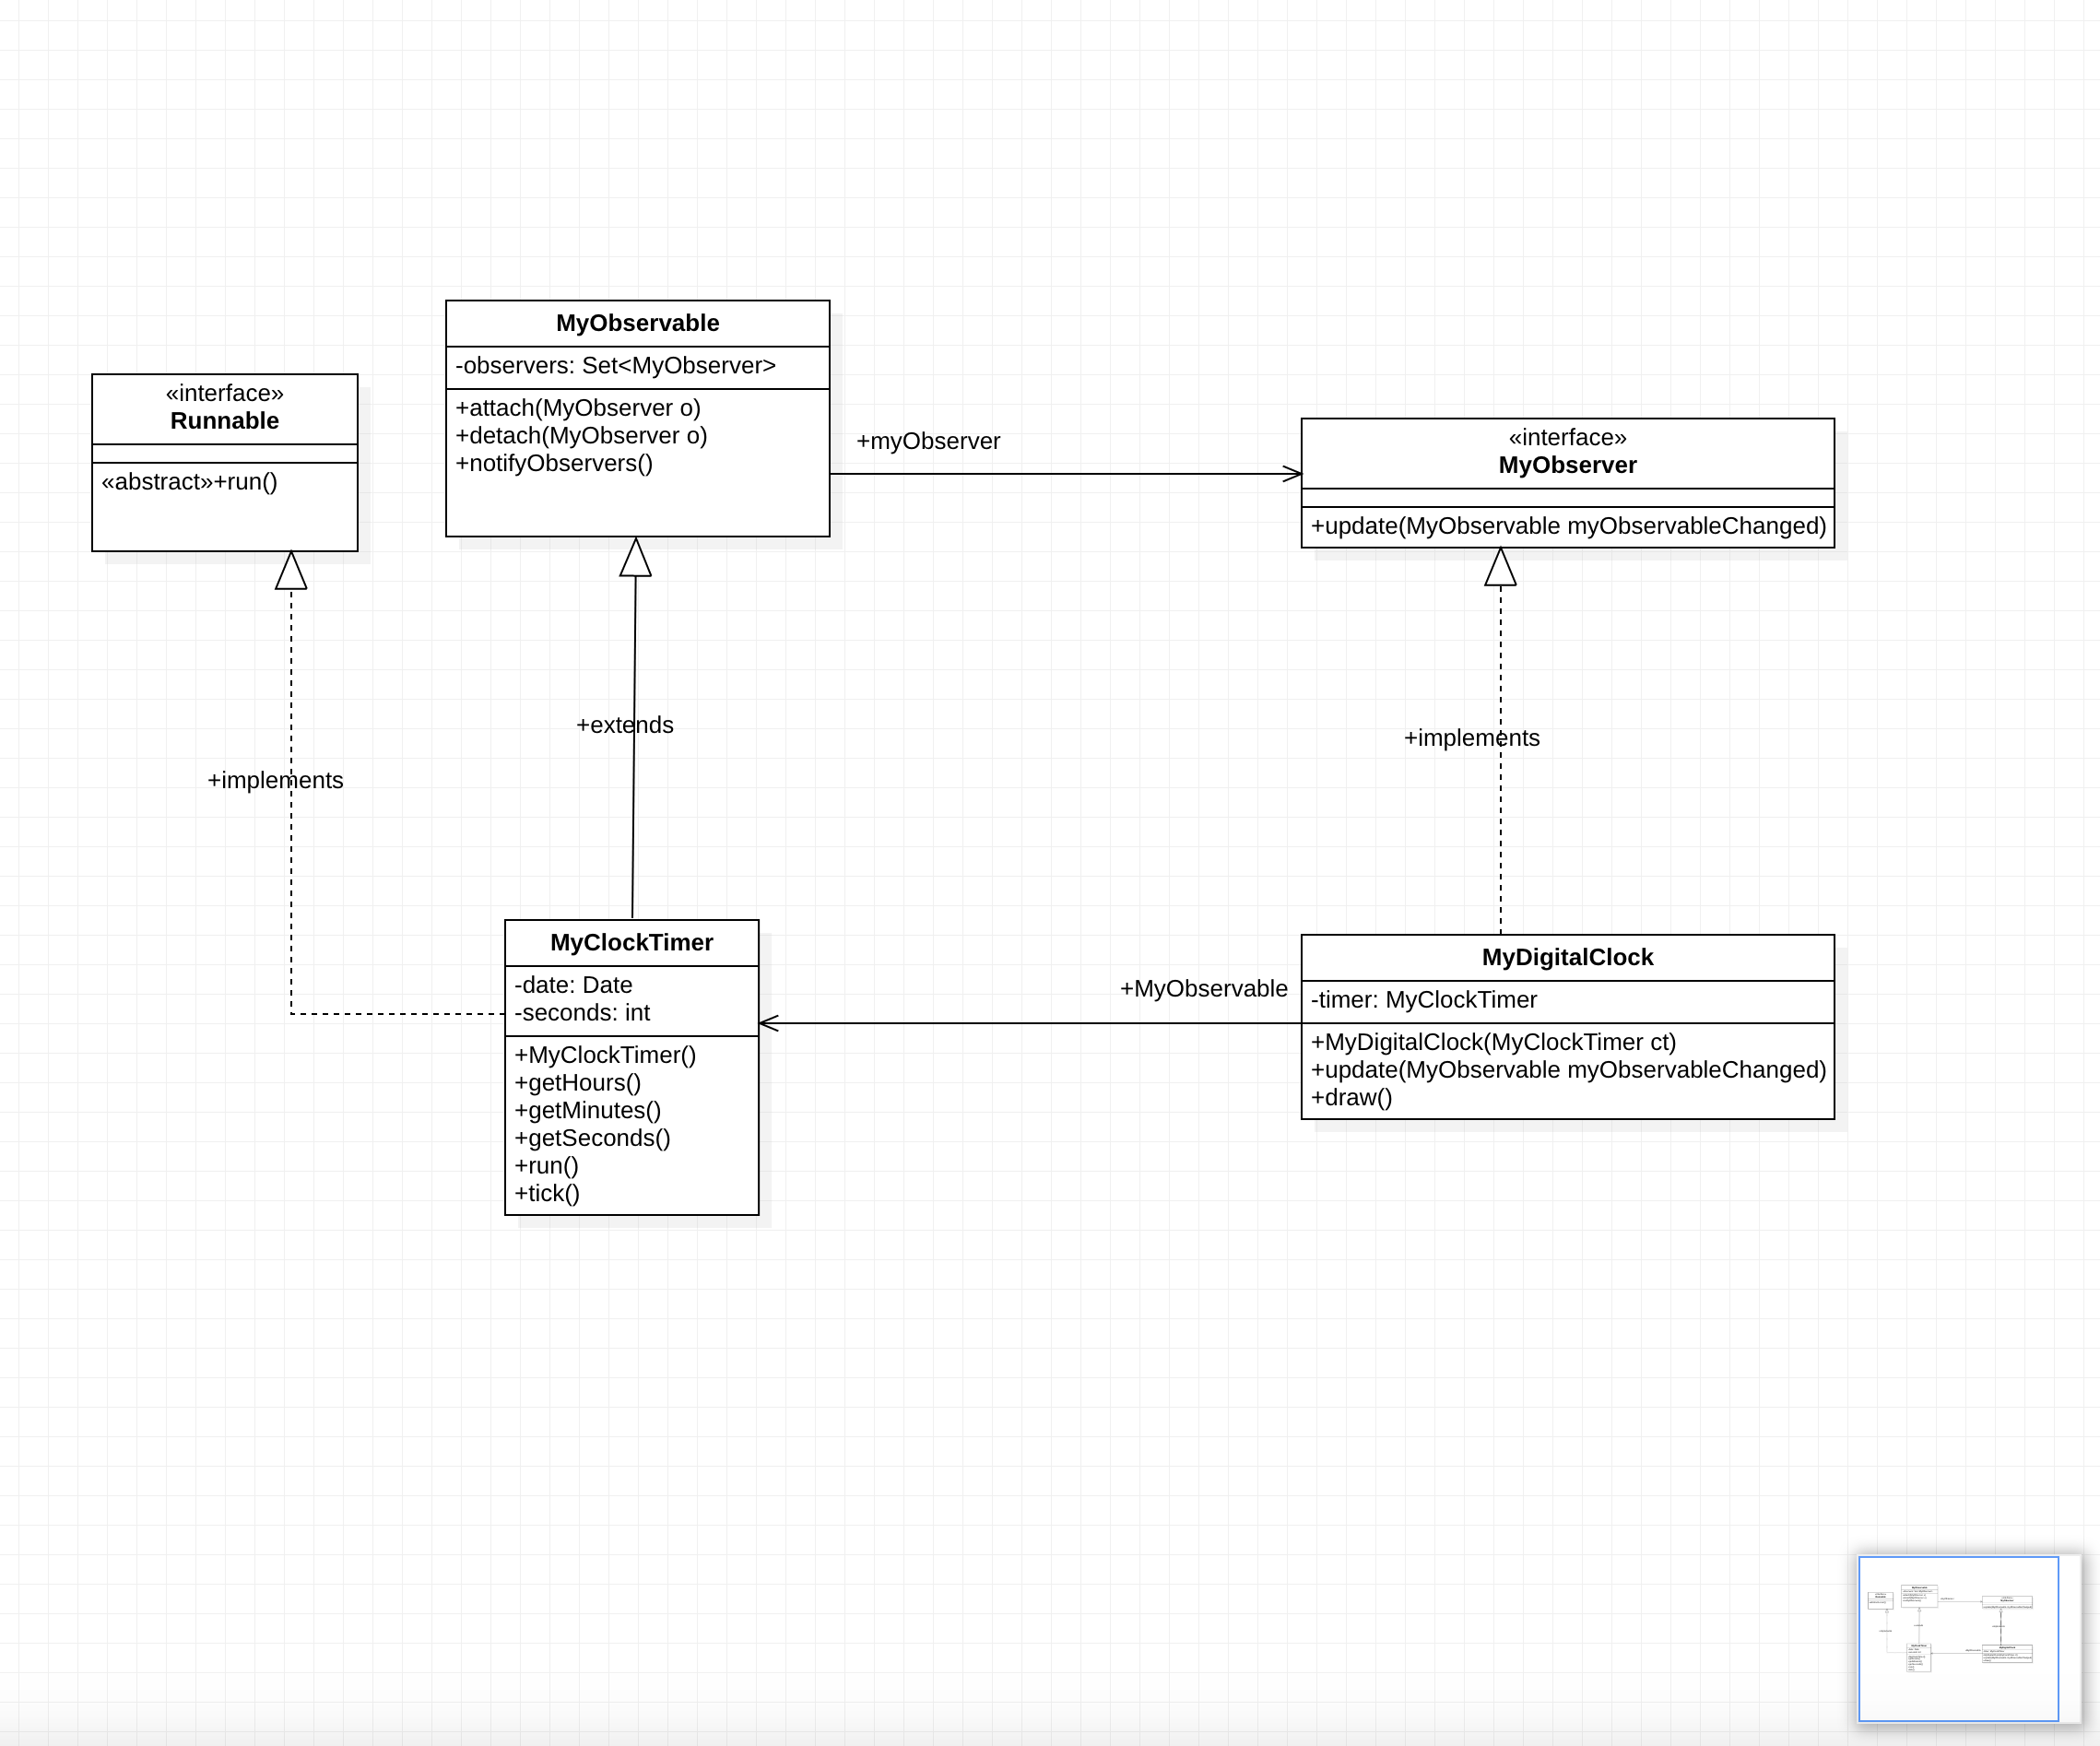 «interface»
Runnable
«abstract»+run()
MyObservable
-observers: Set<MyObserver>
+attach(MyObserver o)
+detach(MyObserver o)
+notifyObservers()
+myObserver
«interface»
MyObserver
+update(MyObservable myObservableChanged)
+implements
+extends
+implements
MyClockTimer
-date: Date
-seconds: int
+MyClockTimer()
+getHours()
+getMinutes()
+getSeconds()
+run()
+tick()
+MyObservable
MyDigitalClock
-timer: MyClockTimer
+MyDigitalClock(MyClockTimer ct)
+update(MyObservable myObservableChanged)
+draw()